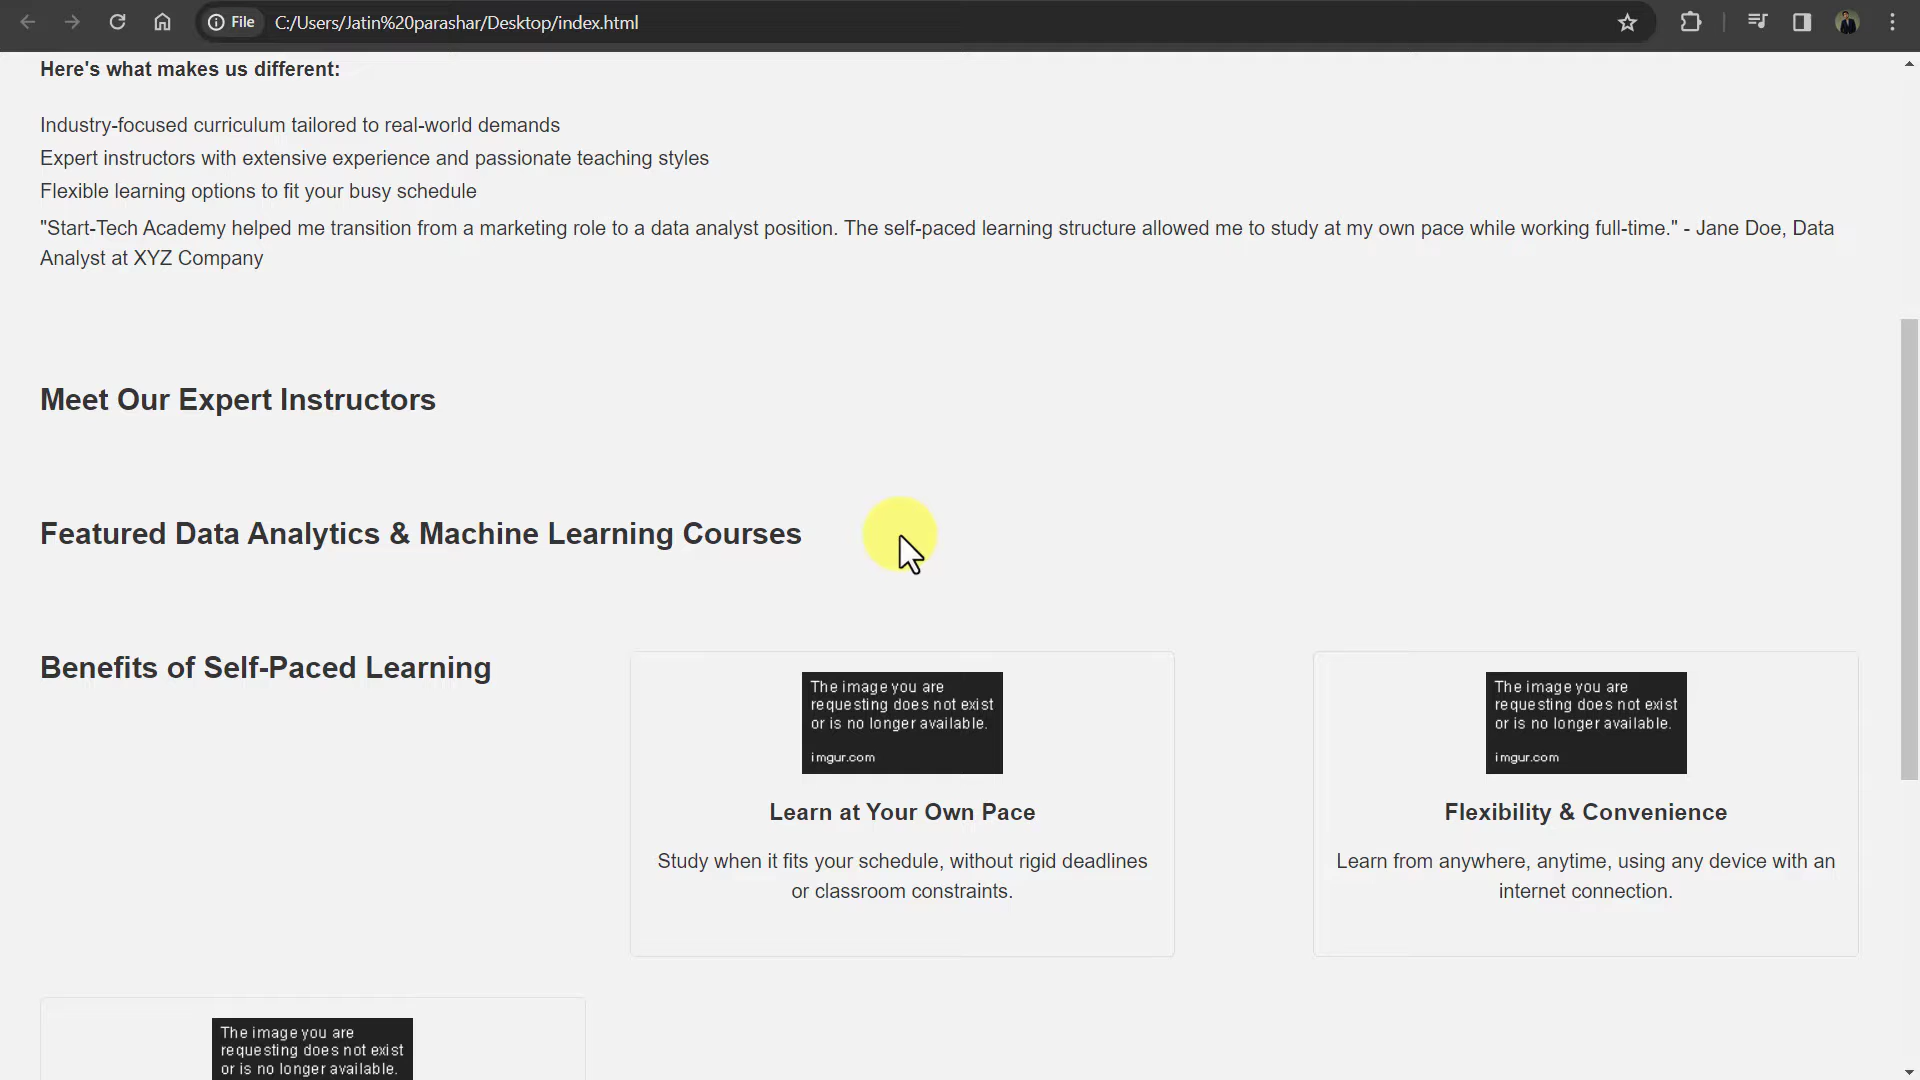 File
C:/Users/Jatin%20parashar/Desktop/index.html
Here's what makes us different:
Industry-focused curriculum tailored to real-world demands
Expert instructors with extensive experience and passionate teaching styles
Flexible learning options to fit your busy schedule
"Start-Tech Academy helped me transition from a marketing role to a data analyst position. The self-paced learning structure allowed me to study at my own pace while working full-time." - Jane Doe, Data
Analyst at XYZ Company
Meet Our Expert Instructors
Featured Data Analytics & Machine Learning Courses
Benefits of Self-Paced Learning
The image you are
requesting does not exist
or is no longer available.
imgur.com
Learn at Your Own Pace
Study when it fits your schedule, without rigid deadlines
or classroom constraints.
The image you are
requesting does not exist
or is no longer available.
imgur.com
Flexibility & Convenience
Learn from anywhere, anytime, using any device with an
internet connection.
The image you are
requesting does not exist
or is no longer available.